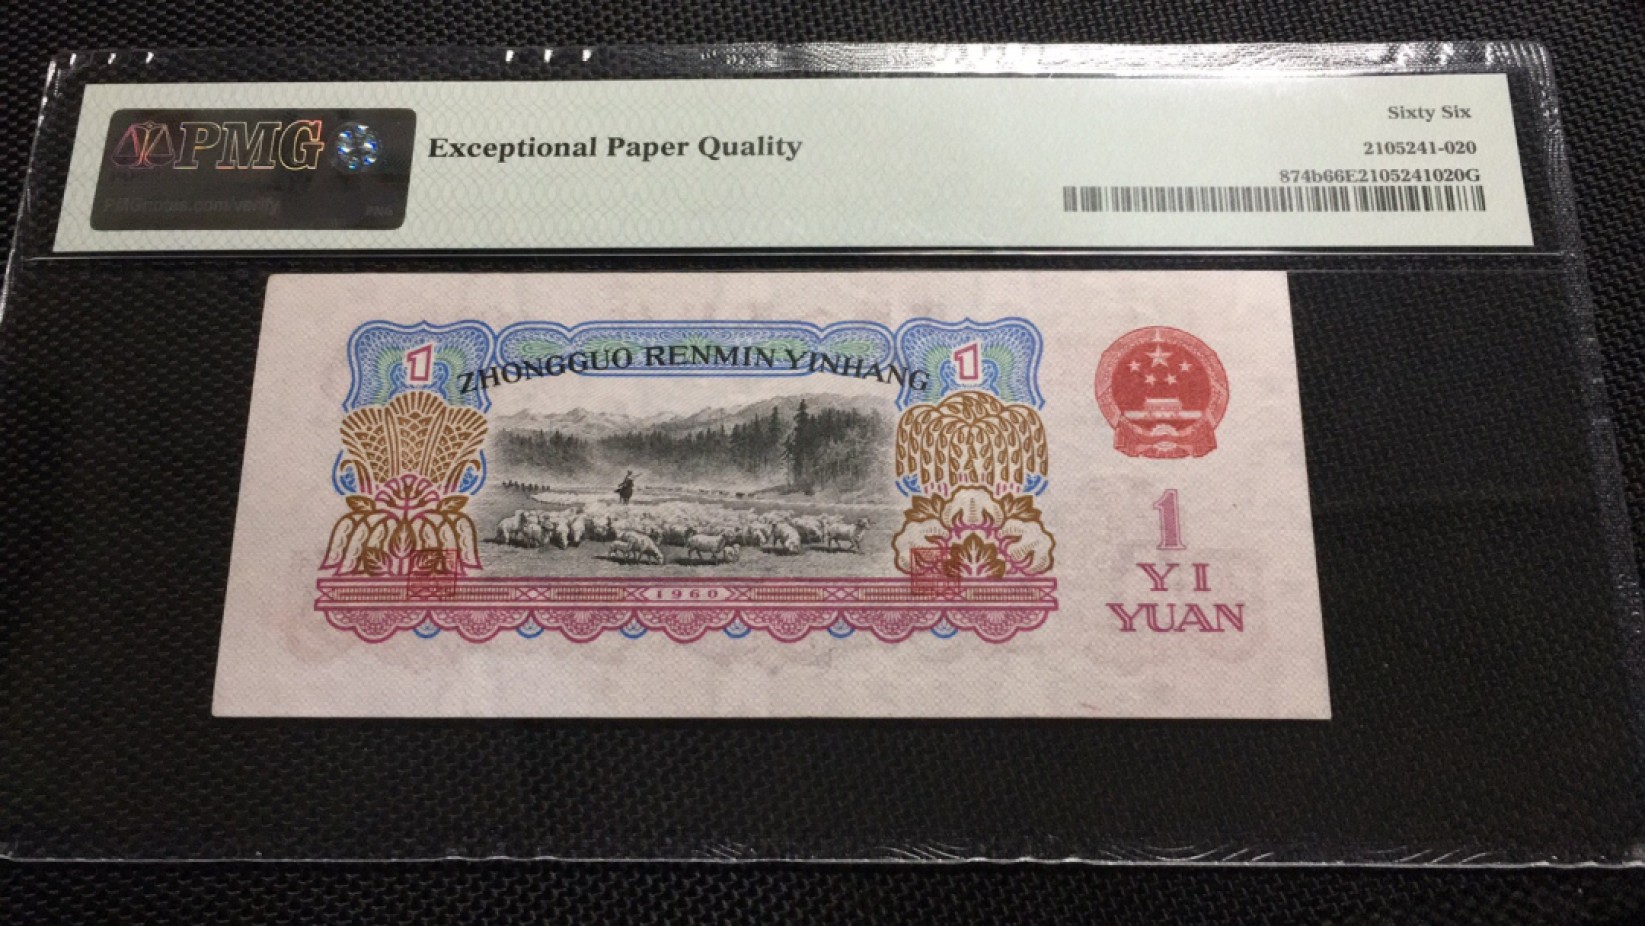 PMG
PMGnotes.com/verify
Exceptional Paper Quality
Sixty Six
2105241-020
874b66E2105241020G
1
ZHONGGUO RENMIN YINHANG
1
1960
1
YI
YUAN